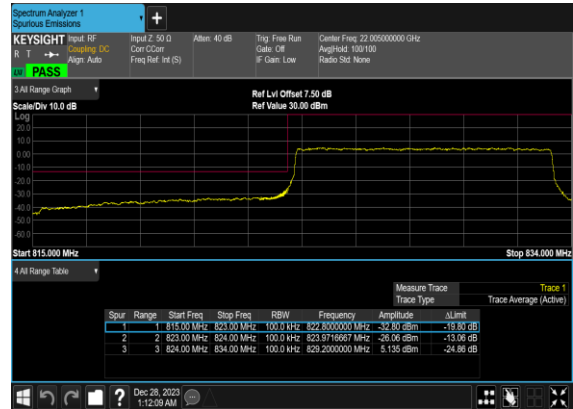 Spectrum Analyzer 1
Spurious Emissions
+
KEYSIGHT Input: RF Input Z: 50 Ω Atten: 40 dB Trig: Free Run Center Freq: 22.005000000 GHz
R T Coupling: DC Corr CCorr Gate: Off Avg|Hold: 100/100
Align: Auto Freq Ref: Int (S) IF Gain: Low Radio Std: None
LW PASS
3 All Range Graph
Ref Lvl Offset 7.50 dB
Scale/Div 10.0 dB Ref Value 30.00 dBm
Log
20.0
10.0
0.00
-10.0
-20.0
-30.0
-40.0
-50.0
-60.0
Start 815.000 MHz Stop 834.000 MHz
4 All Range Table
Measure Trace Trace 1
Trace Type Trace Average (Active)
Spur Range Start Freq Stop Freq RBW Frequency Amplitude ΔLimit
1 1 815.00 MHz 823.00 MHz 100.0 kHz 822.8000000 MHz -32.80 dBm -19.80 dB
2 2 823.00 MHz 824.00 MHz 100.0 kHz 823.9716667 MHz -26.06 dBm -13.06 dB
3 3 824.00 MHz 834.00 MHz 100.0 kHz 829.2000000 MHz 5.135 dBm -24.86 dB
? Dec 28, 2023
1:12:09 AM